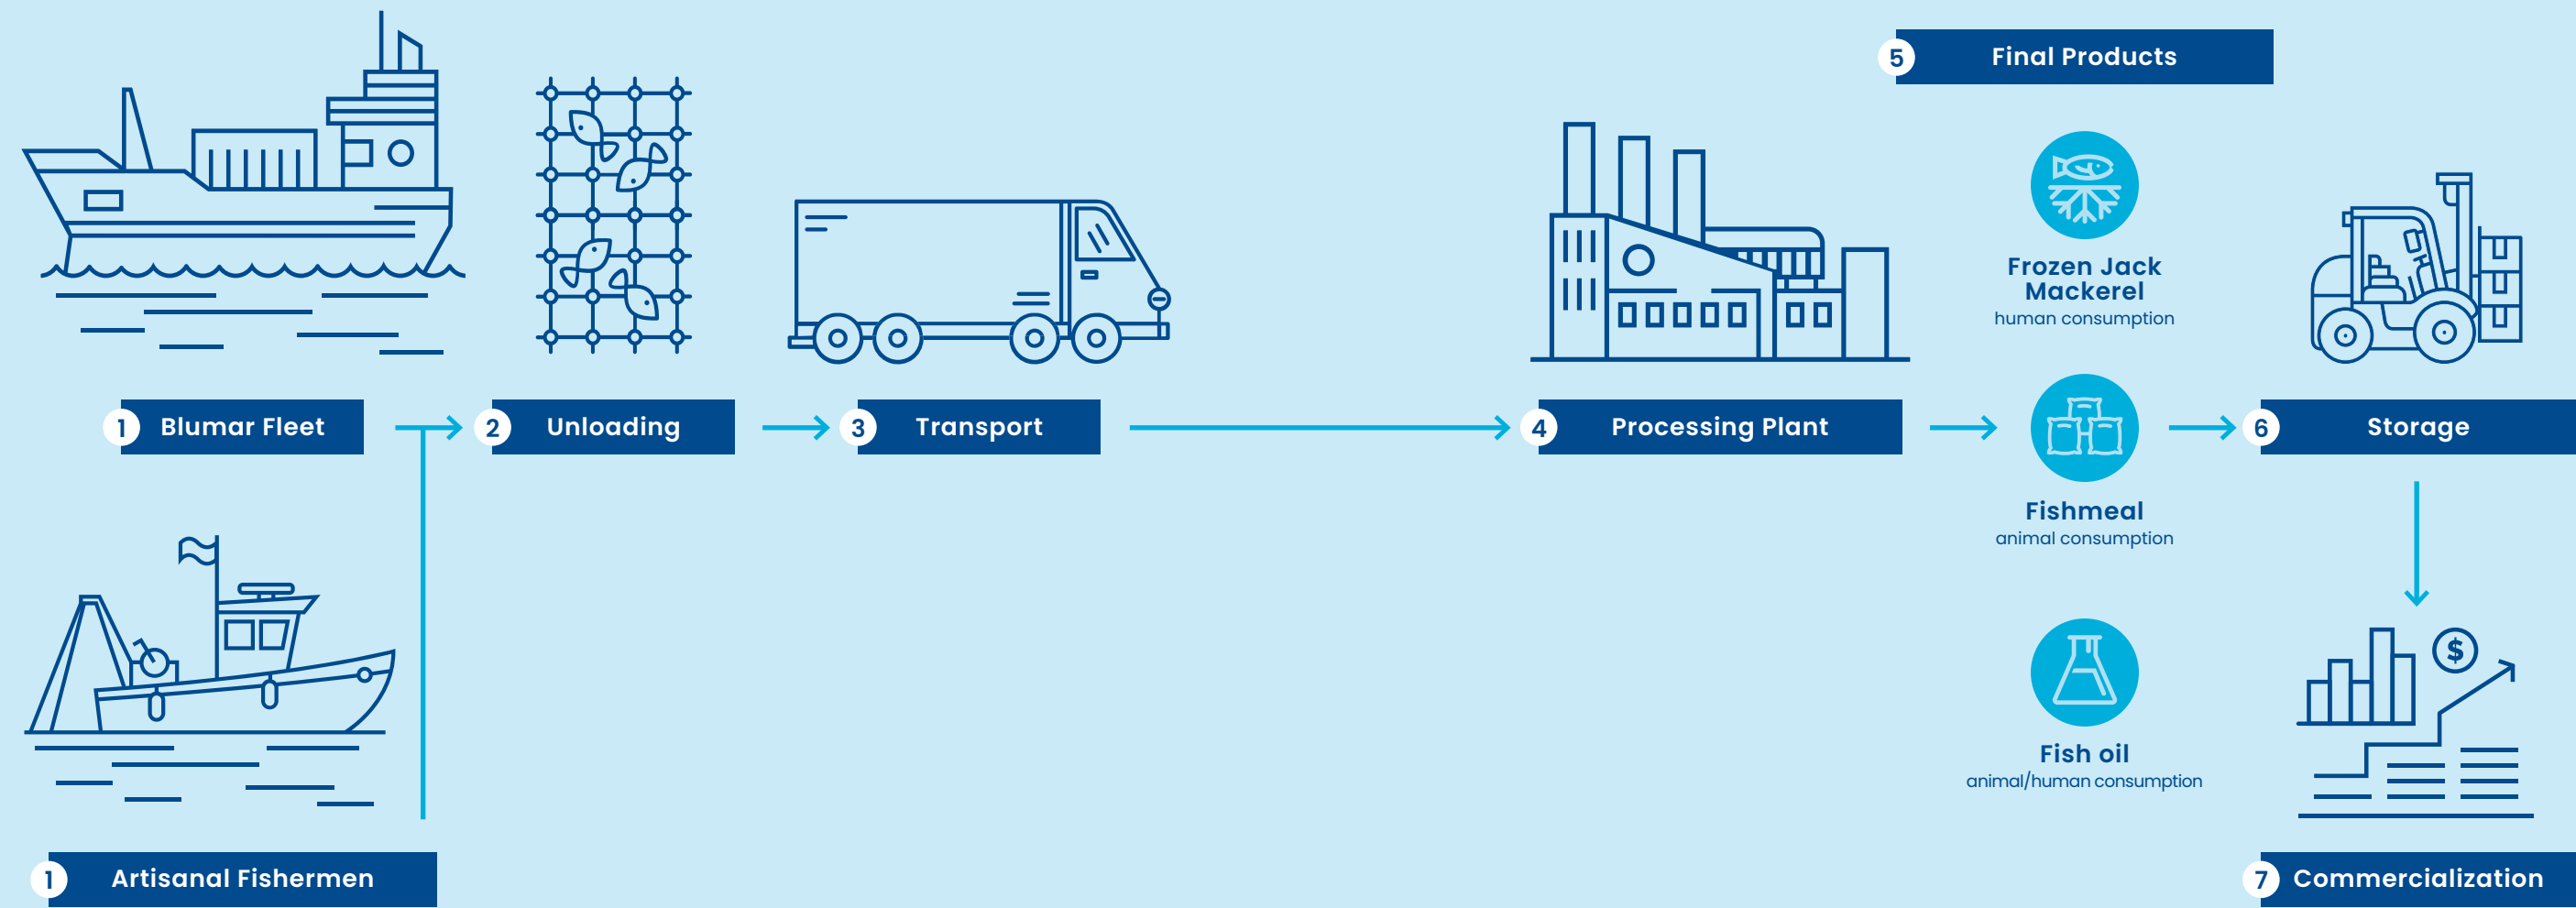 5 Final Products
Frozen Jack
Mackerel
human consumption
1 Blumar Fleet
2 Unloading
3 Transport
4 Processing Plant
6 Storage
Fishmeal
animal consumption
$
Fish oil
animal/human consumption
1 Artisanal Fishermen
7 Commercialization